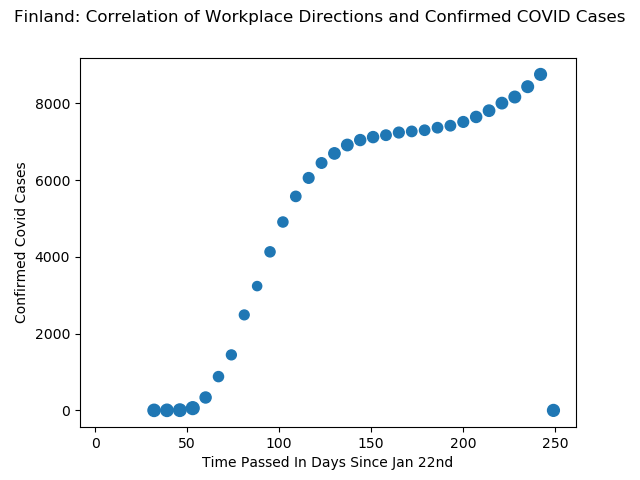 Finland: Correlation of Workplace Directions and Confirmed COVID Cases
8000
6000
4000
2000
0
Confirmed Covid Cases
0 50 100 150 200 250
Time Passed In Days Since Jan 22nd